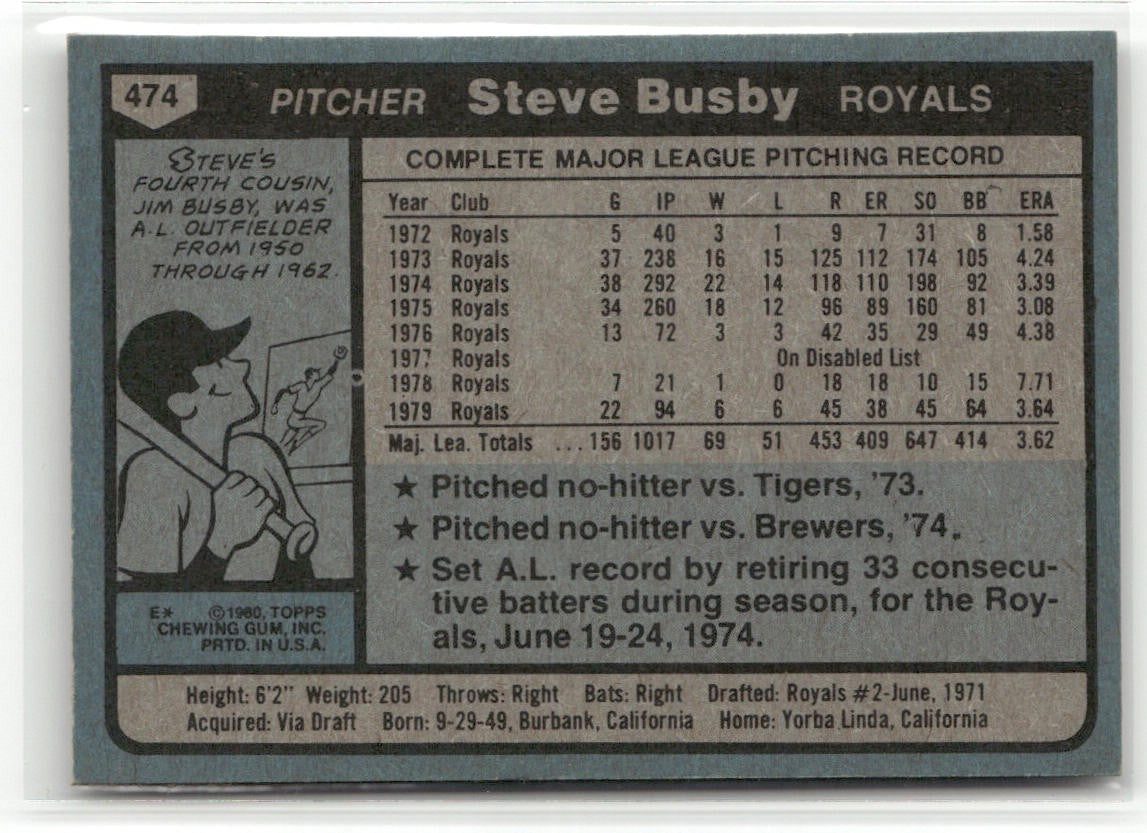 474 PITCHER Steve Busby ROYALS
STEVE'S
FOURTH COUSIN,
JIM BUSBY, WAS
A.L. OUTFIELDER
FROM 1950
THROUGH 1962.
E* ©1980, TOPPS
CHEWING GUM, INC.
PRTD. IN U.S.A.
COMPLETE MAJOR LEAGUE PITCHING RECORD
Year Club G IP W L R ER SO BB ERA
1972 Royals 5 40 3 1 9 7 31 8 1.58
1973 Royals 37 238 16 15 125 112 174 105 4.24
1974 Royals 38 292 22 14 118 110 198 92 3.39
1975 Royals 34 260 18 12 96 89 160 81 3.08
1976 Royals 13 72 3 3 42 35 29 49 4.38
1977 Royals On Disabled List
1978 Royals 7 21 1 0 18 18 10 15 7.71
1979 Royals 22 94 6 6 45 38 45 64 3.64
Maj. Lea. Totals ...156 1017 69 51 453 409 647 414 3.62
★ Pitched no-hitter vs. Tigers, '73.
★ Pitched no-hitter vs. Brewers, '74.
★ Set A.L. record by retiring 33 consecu-
tive batters during season, for the Roy-
als, June 19-24, 1974.
Height: 6'2" Weight: 205 Throws: Right Bats: Right Drafted: Royals #2-June, 1971
Acquired: Via Draft Born: 9-29-49, Burbank, California Home: Yorba Linda, California